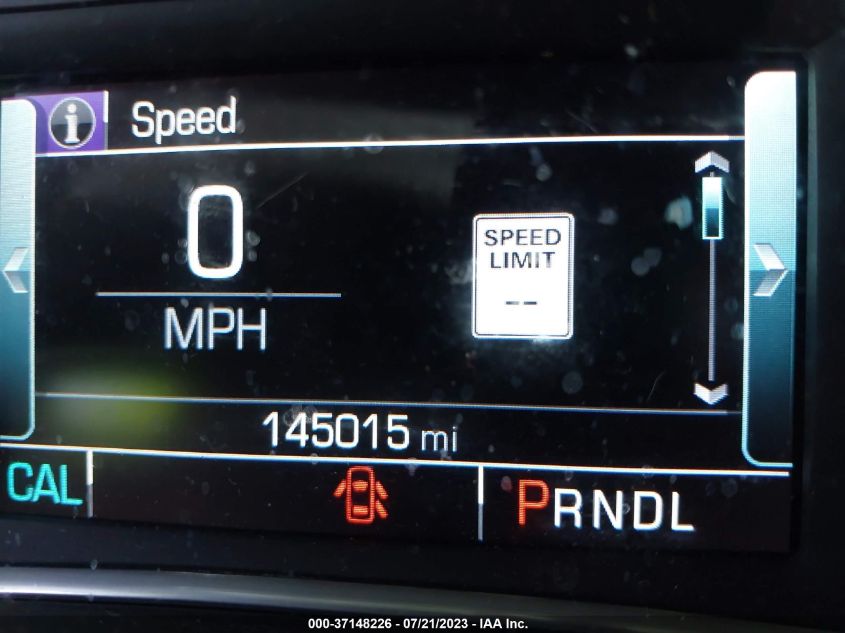 i Speed
0
MPH
SPEED
LIMIT
--
145015 mi
CAL
PRNDL
000-37148226 - 07/21/2023 - IAA Inc.